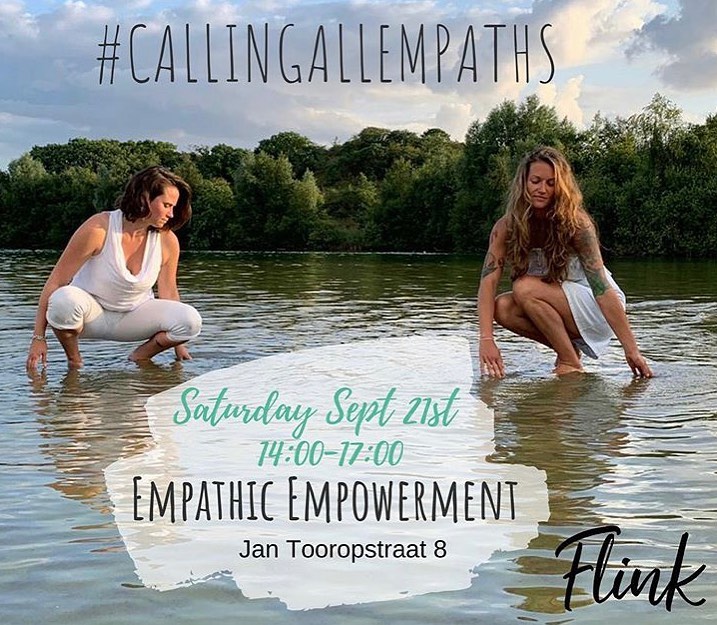 #CALLINGALLEMPATHS
Saturday Sept 21st
14:00-17:00
EMPATHIC EMPOWERMENT
Jan Tooropstraat 8
Flink